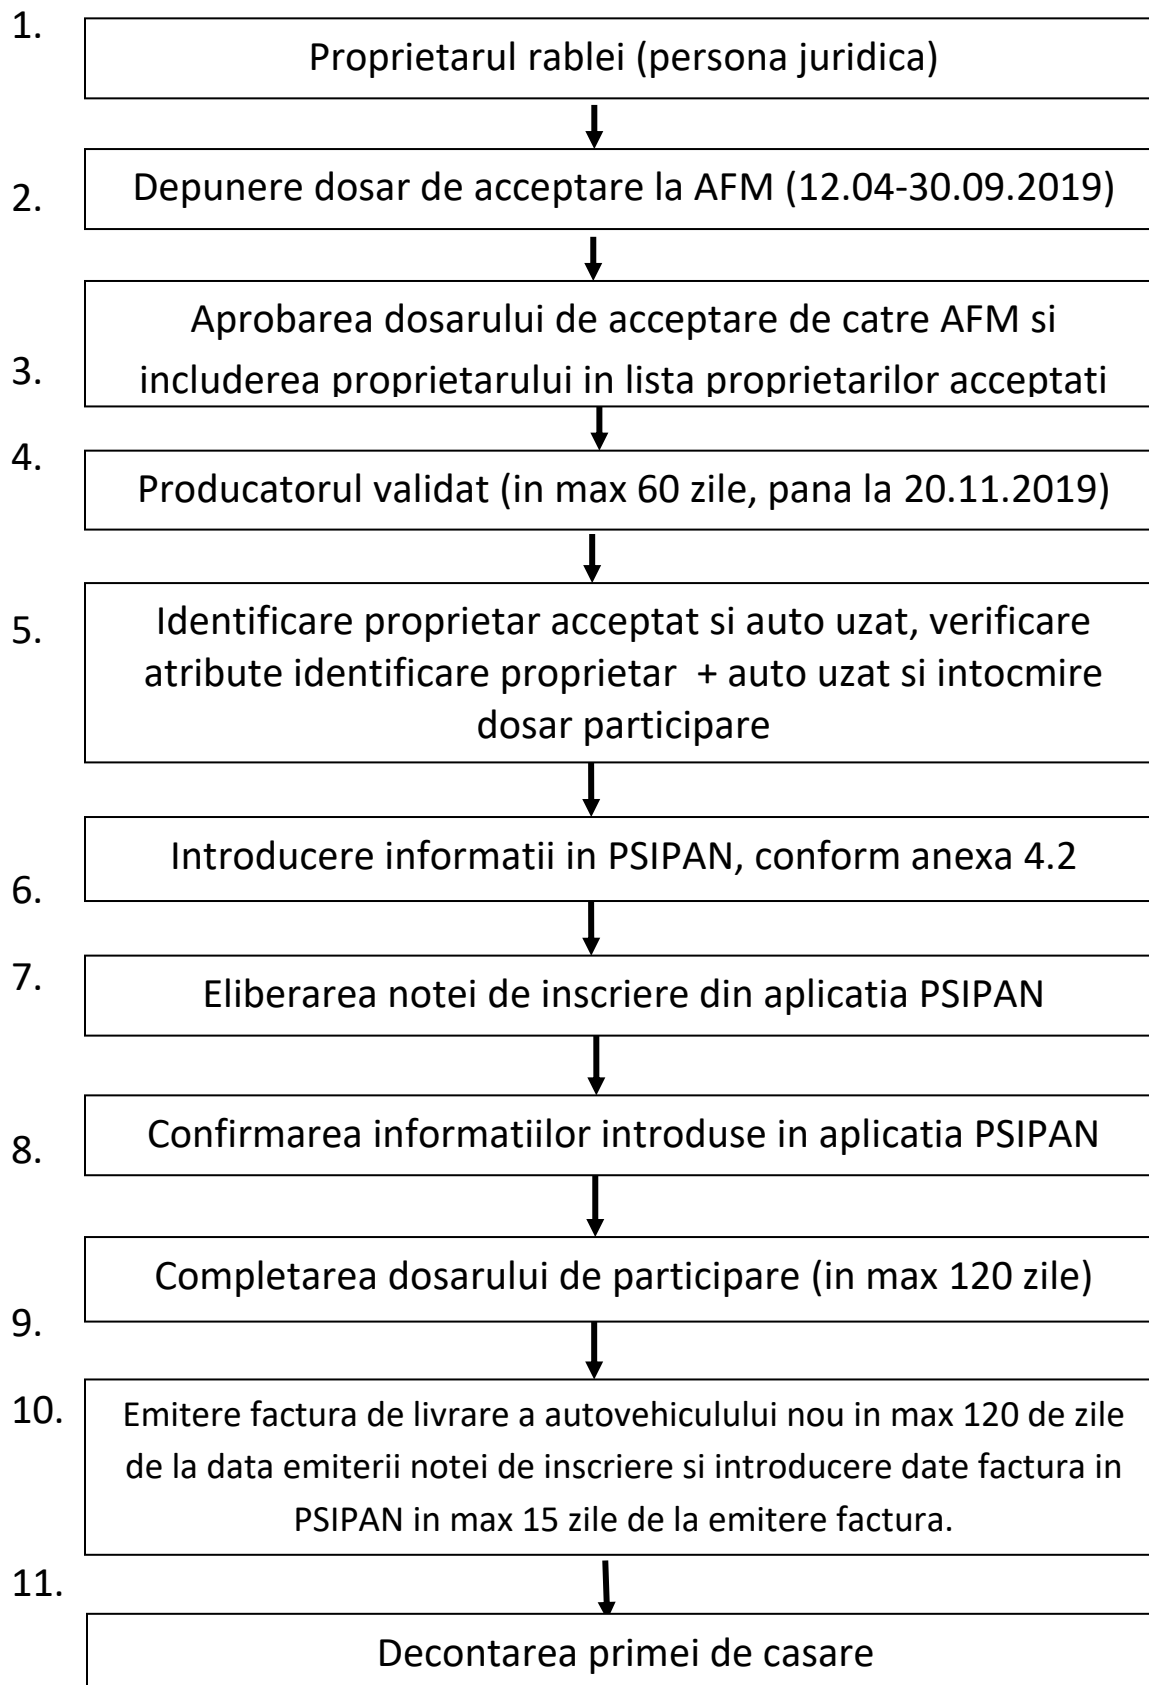 1.
Proprietarul rablei (persona juridica)
2.
Depunere dosar de acceptare la AFM (12.04-30.09.2019)
3.
Aprobarea dosarului de acceptare de catre AFM si
includerea proprietarului in lista proprietarilor acceptati
4.
Producatorul validat (in max 60 zile, pana la 20.11.2019)
5.
Identificare proprietar acceptat si auto uzat, verificare
atribute identificare proprietar + auto uzat si intocmire
dosar participare
6.
Introducere informatii in PSIPAN, conform anexa 4.2
7.
Eliberarea notei de inscriere din aplicatia PSIPAN
8.
Confirmarea informatiilor introduse in aplicatia PSIPAN
9.
Completarea dosarului de participare (in max 120 zile)
10.
Emitere factura de livrare a autovehiculului nou in max 120 de zile
de la data emiterii notei de inscriere si introducere date factura in
PSIPAN in max 15 zile de la emitere factura.
11.
Decontarea primei de casare